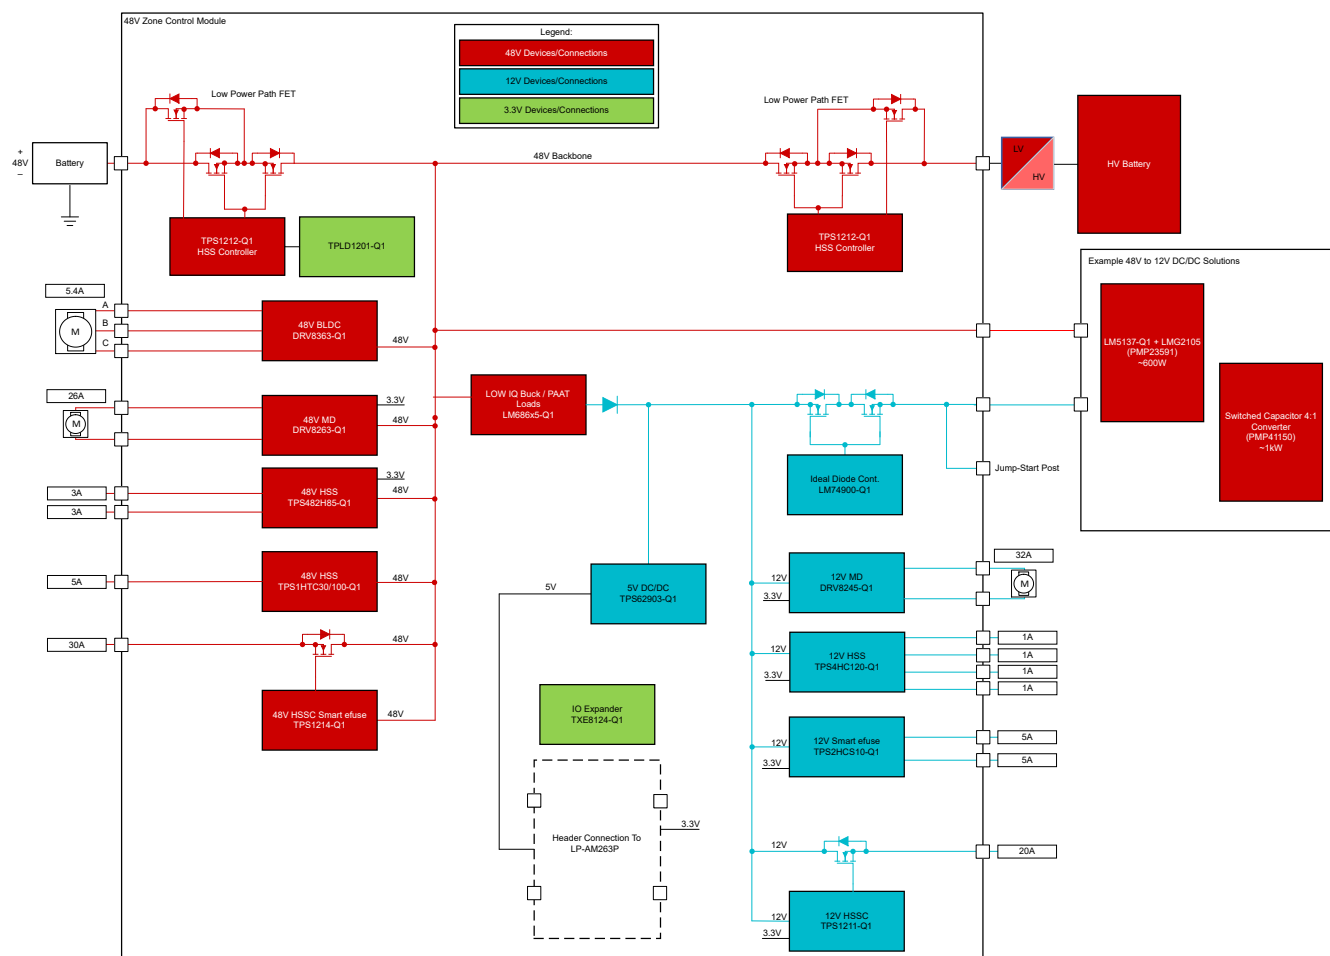 48V Zone Control Module
Legend:
48V Devices/Connections
12V Devices/Connections
3.3V Devices/Connections
Low Power Path FET
Low Power Path FET
+
48V
–
Battery
48V Backbone
LV
HV
HV Battery
TPS1212-Q1
HSS Controller
TPLD1201-Q1
TPS1212-Q1
HSS Controller
Example 48V to 12V DC/DC Solutions
5.4A
A
B
C
M
48V BLDC
DRV8363-Q1
48V
LM5137-Q1 + LMG2105
(PMP23591)
~600W
Switched Capacitor 4:1
Converter
(PMP41150)
~1kW
26A
M
48V MD
DRV8263-Q1
3.3V
48V
LOW IQ Buck / PAAT
Loads
LM686x5-Q1
3A
3A
48V HSS
TPS482H85-Q1
3.3V
48V
Ideal Diode Cont.
LM74900-Q1
Jump-Start Post
5A
48V HSS
TPS1HTC30/100-Q1
48V
5V
5V DC/DC
TPS62903-Q1
12V
3.3V
12V MD
DRV8245-Q1
32A
M
30A
48V
12V
3.3V
12V HSS
TPS4HC120-Q1
1A
1A
1A
1A
48V HSSC Smart efuse
TPS1214-Q1
48V
IO Expander
TXE8124-Q1
12V
3.3V
12V Smart efuse
TPS2HCS10-Q1
5A
5A
Header Connection To
LP-AM263P
3.3V
12V
20A
12V
3.3V
12V HSSC
TPS1211-Q1